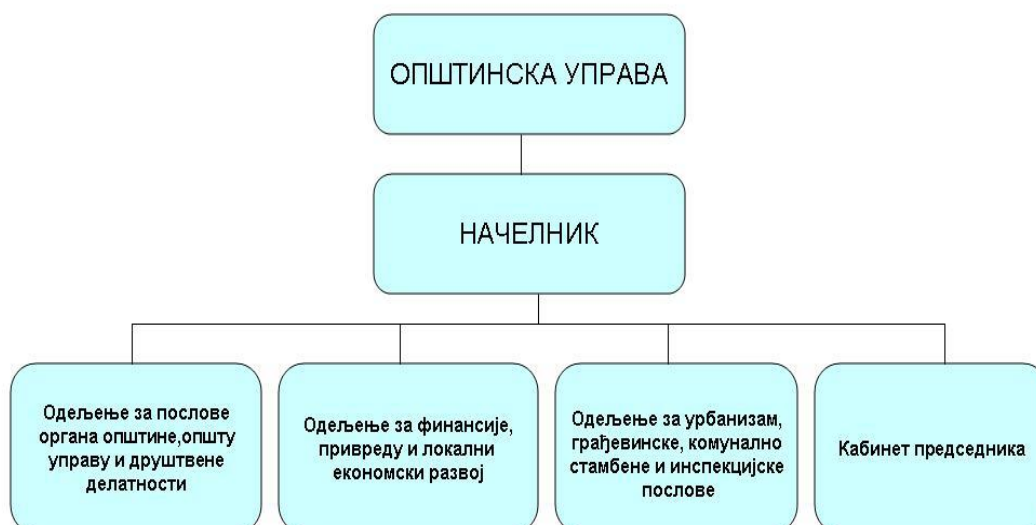 ОПШТИНСКА УПРАВА
НАЧЕЛНИК
Одељење за послове
органа општине,општу
управу и друштвене
делатности
Одељење за финансије,
привреду и локални
економски развој
Одељење за урбанизам,
грађевинске, комунално
стамбене и инспекцијске
послове
Кабинет председника